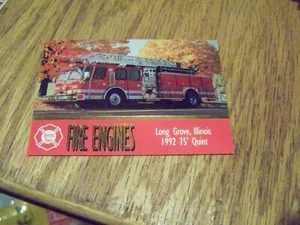 FIRE ENGINES
Long Grove, Illinois
1992 75' Quint